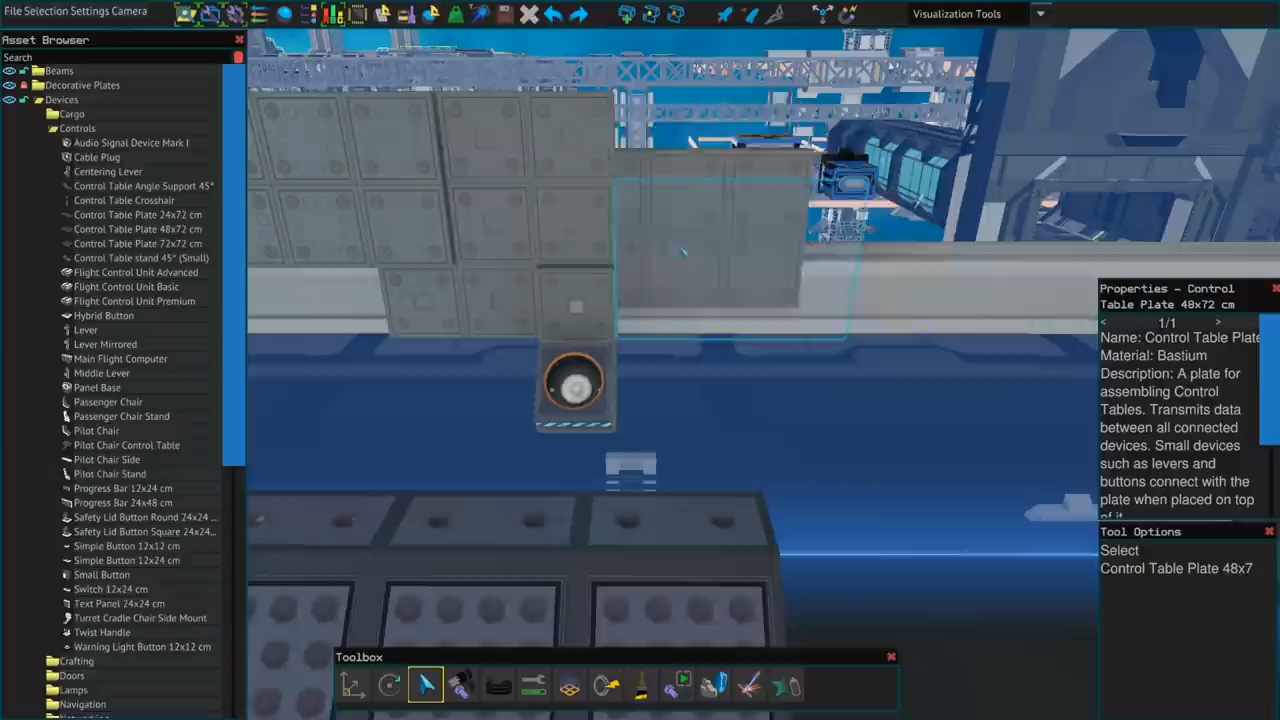 File Selection Settings Camera
Visualization Tools
Asset Browser
Search
Beams
Decorative Plates
Devices
Cargo
Controls
Audio Signal Device Mark I
Cable Plug
Centering Lever
Control Table Angle Support 45°
Control Table Crosshair
Control Table Plate 24x72 cm
Control Table Plate 48x72 cm
Control Table Plate 72x72 cm
Control Table stand 45° (Small)
Flight Control Unit Advanced
Flight Control Unit Basic
Flight Control Unit Premium
Hybrid Button
Lever
Lever Mirrored
Main Flight Computer
Middle Lever
Panel Base
Passenger Chair
Passenger Chair Stand
Pilot Chair
Pilot Chair Control Table
Pilot Chair Side
Pilot Chair Stand
Progress Bar 12x24 cm
Progress Bar 24x48 cm
Safety Lid Button Round 24x24 ...
Safety Lid Button Square 24x24...
Simple Button 12x12 cm
Simple Button 12x24 cm
Small Button
Switch 12x24 cm
Text Panel 24x24 cm
Turret Cradle Chair Side Mount
Twist Handle
Warning Light Button 12x12 cm
Crafting
Doors
Lamps
Navigation
Properties - Control
Table Plate 48x72 cm
< 1/1 >
Name: Control Table Plate
Material: Bastium
Description: A plate for
assembling Control
Tables. Transmits data
between all connected
devices. Small devices
such as levers and
buttons connect with the
plate when placed on top
of it
Tool Options
Select
Control Table Plate 48x7
Toolbox